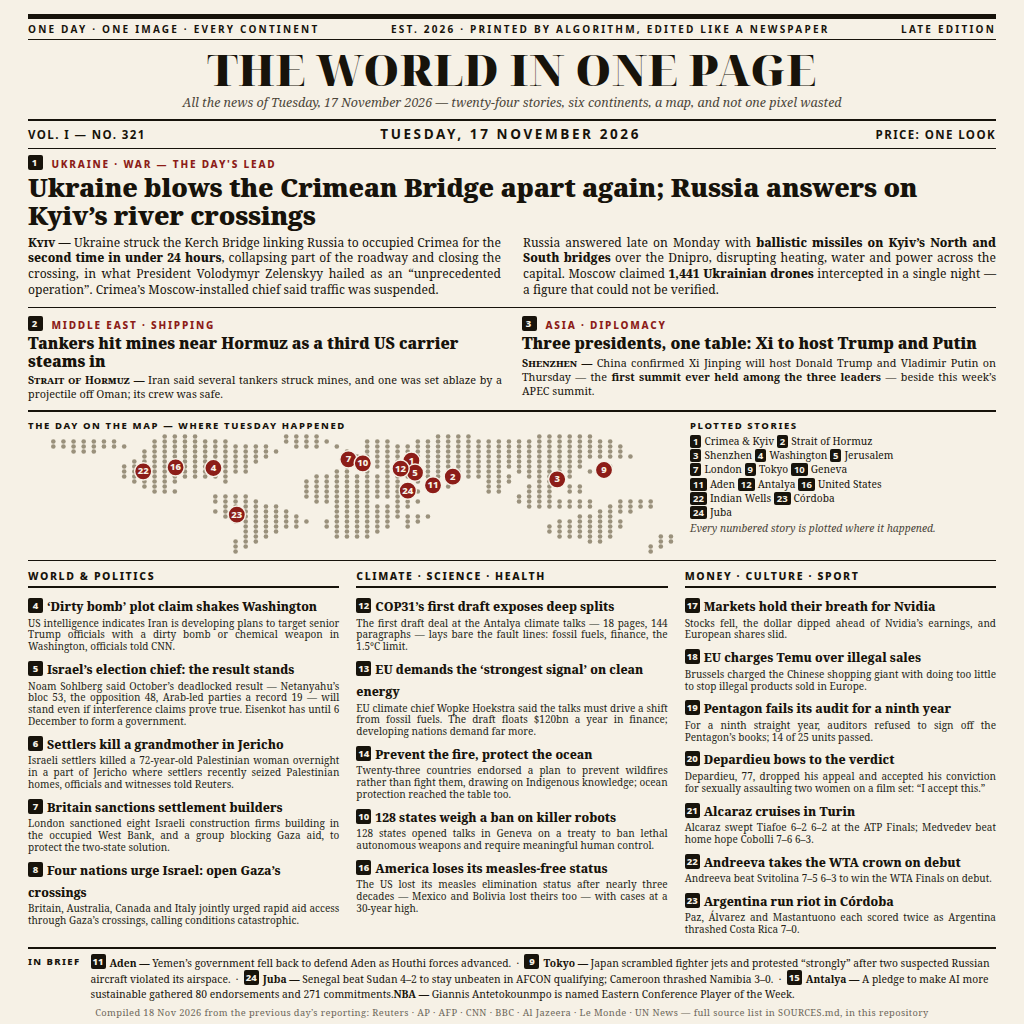 ONE DAY · ONE IMAGE · EVERY CONTINENT
EST. 2026 · PRINTED BY ALGORITHM, EDITED LIKE A NEWSPAPER
LATE EDITION
THE WORLD IN ONE PAGE
All the news of Tuesday, 17 November 2026 — twenty-four stories, six continents, a map, and not one pixel wasted
VOL. I — NO. 321
TUESDAY, 17 NOVEMBER 2026
PRICE: ONE LOOK
1 UKRAINE · WAR — THE DAY'S LEAD
Ukraine blows the Crimean Bridge apart again; Russia answers on
Kyiv’s river crossings
KYIV — Ukraine struck the Kerch Bridge linking Russia to occupied Crimea for the
second time in under 24 hours, collapsing part of the roadway and closing the
crossing, in what President Volodymyr Zelenskyy hailed as an “unprecedented
operation”. Crimea’s Moscow-installed chief said traffic was suspended.
Russia answered late on Monday with ballistic missiles on Kyiv’s North and
South bridges over the Dnipro, disrupting heating, water and power across the
capital. Moscow claimed 1,441 Ukrainian drones intercepted in a single night —
a figure that could not be verified.
2 MIDDLE EAST · SHIPPING
Tankers hit mines near Hormuz as a third US carrier
steams in
STRAIT OF HORMUZ — Iran said several tankers struck mines, and one was set ablaze by a
projectile off Oman; its crew was safe.
3 ASIA · DIPLOMACY
Three presidents, one table: Xi to host Trump and Putin
SHENZHEN — China confirmed Xi Jinping will host Donald Trump and Vladimir Putin on
Thursday — the first summit ever held among the three leaders — beside this week’s
APEC summit.
THE DAY ON THE MAP — WHERE TUESDAY HAPPENED
22
16
4
7
10
1
12
5
24
11
2
3
9
23
PLOTTED STORIES
1 Crimea & Kyiv 2 Strait of Hormuz
3 Shenzhen 4 Washington 5 Jerusalem
7 London 9 Tokyo 10 Geneva
11 Aden 12 Antalya 16 United States
22 Indian Wells 23 Córdoba
24 Juba
Every numbered story is plotted where it happened.
WORLD & POLITICS
4 ‘Dirty bomb’ plot claim shakes Washington
US intelligence indicates Iran is developing plans to target senior
Trump officials with a dirty bomb or chemical weapon in
Washington, officials told CNN.
5 Israel’s election chief: the result stands
Noam Sohlberg said October’s deadlocked result — Netanyahu’s
bloc 53, the opposition 48, Arab-led parties a record 19 — will
stand even if interference claims prove true. Eisenkot has until 6
December to form a government.
6 Settlers kill a grandmother in Jericho
Israeli settlers killed a 72-year-old Palestinian woman overnight
in a part of Jericho where settlers recently seized Palestinian
homes, officials and witnesses told Reuters.
7 Britain sanctions settlement builders
London sanctioned eight Israeli construction firms building in
the occupied West Bank, and a group blocking Gaza aid, to
protect the two-state solution.
8 Four nations urge Israel: open Gaza’s
crossings
Britain, Australia, Canada and Italy jointly urged rapid aid access
through Gaza’s crossings, calling conditions catastrophic.
CLIMATE · SCIENCE · HEALTH
12 COP31’s first draft exposes deep splits
The first draft deal at the Antalya climate talks — 18 pages, 144
paragraphs — lays bare the fault lines: fossil fuels, finance, the
1.5°C limit.
13 EU demands the ‘strongest signal’ on clean
energy
EU climate chief Wopke Hoekstra said the talks must drive a shift
from fossil fuels. The draft floats $120bn a year in finance;
developing nations demand far more.
14 Prevent the fire, protect the ocean
Twenty-three countries endorsed a plan to prevent wildfires
rather than fight them, drawing on Indigenous knowledge; ocean
protection reached the table too.
10 128 states weigh a ban on killer robots
128 states opened talks in Geneva on a treaty to ban lethal
autonomous weapons and require meaningful human control.
16 America loses its measles-free status
The US lost its measles elimination status after nearly three
decades — Mexico and Bolivia lost theirs too — with cases at a
30-year high.
MONEY · CULTURE · SPORT
17 Markets hold their breath for Nvidia
Stocks fell, the dollar dipped ahead of Nvidia’s earnings, and
European shares slid.
18 EU charges Temu over illegal sales
Brussels charged the Chinese shopping giant with doing too little
to stop illegal products sold in Europe.
19 Pentagon fails its audit for a ninth year
For a ninth straight year, auditors refused to sign off the
Pentagon’s books; 14 of 25 units passed.
20 Depardieu bows to the verdict
Depardieu, 77, dropped his appeal and accepted his conviction
for sexually assaulting two women on a film set: “I accept this.”
21 Alcaraz cruises in Turin
Alcaraz swept Tiafoe 6–2 6–2 at the ATP Finals; Medvedev beat
home hope Cobolli 7–6 6–3.
22 Andreeva takes the WTA crown on debut
Andreeva beat Svitolina 7–5 6–3 to win the WTA Finals on debut.
23 Argentina run riot in Córdoba
Paz, Álvarez and Mastantuono each scored twice as Argentina
thrashed Costa Rica 7–0.
IN BRIEF
11 Aden — Yemen’s government fell back to defend Aden as Houthi forces advanced. · 9 Tokyo — Japan scrambled fighter jets and protested “strongly” after two suspected Russian
aircraft violated its airspace. · 24 Juba — Senegal beat Sudan 4–2 to stay unbeaten in AFCON qualifying; Cameroon thrashed Namibia 3–0. · 15 Antalya — A pledge to make AI more
sustainable gathered 80 endorsements and 271 commitments.NBA — Giannis Antetokounmpo is named Eastern Conference Player of the Week.
Compiled 18 Nov 2026 from the previous day’s reporting: Reuters · AP · AFP · CNN · BBC · Al Jazeera · Le Monde · UN News — full source list in SOURCES.md, in this repository